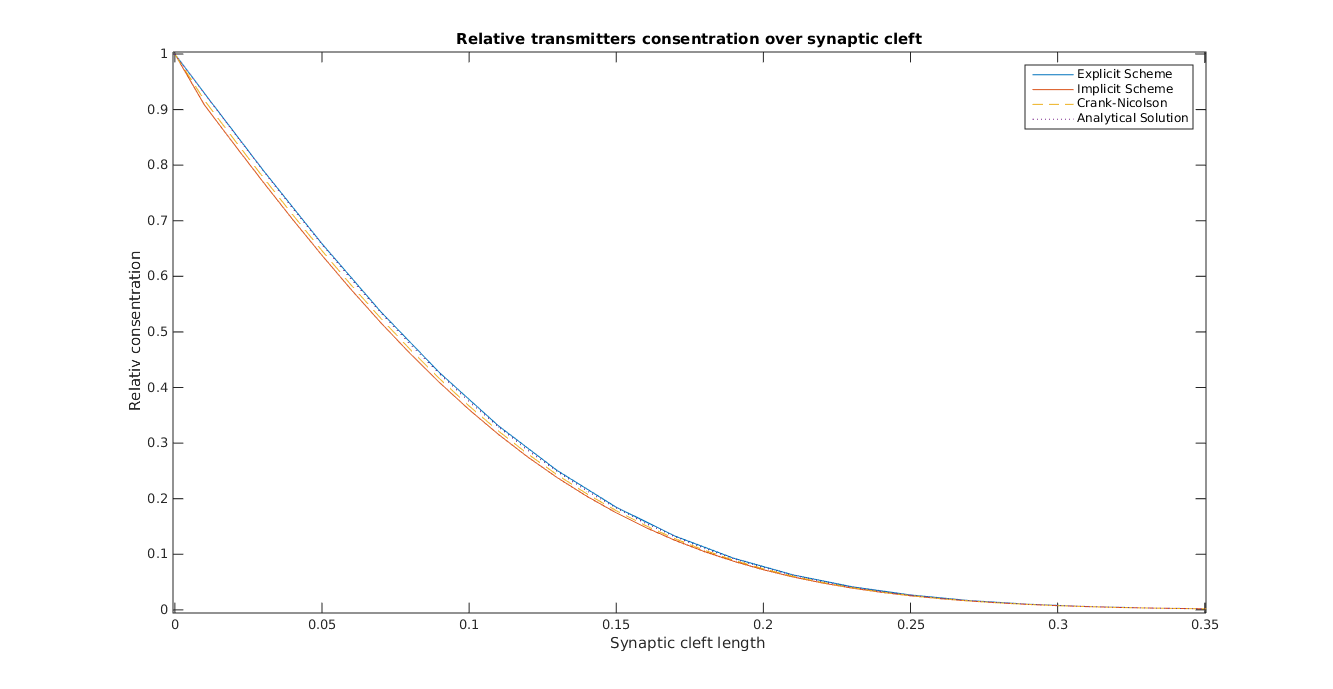 Relative transmitters consentration over synaptic cleft
Explicit Scheme
Implicit Scheme
Crank-Nicolson
Analytical Solution
Relativ consentration
1
0.9
0.8
0.7
0.6
0.5
0.4
0.3
0.2
0.1
0
0 0.05 0.1 0.15 0.2 0.25 0.3 0.35
Synaptic cleft length